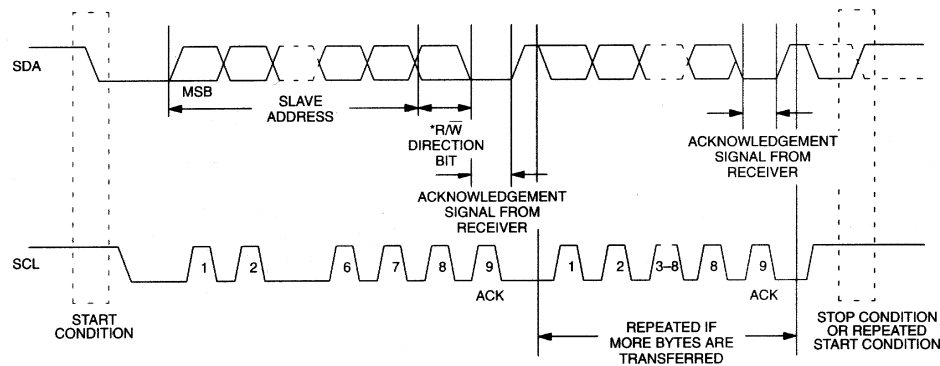 SDA
MSB
SLAVE
ADDRESS
*R/W̅
DIRECTION
BIT
ACKNOWLEDGEMENT
SIGNAL FROM
RECEIVER
ACKNOWLEDGEMENT
SIGNAL FROM
RECEIVER
SCL
1 2 6 7 8 9 1 2 3–8 8 9
ACK
ACK
START
CONDITION
REPEATED IF
MORE BYTES ARE
TRANSFERRED
STOP CONDITION
OR REPEATED
START CONDITION